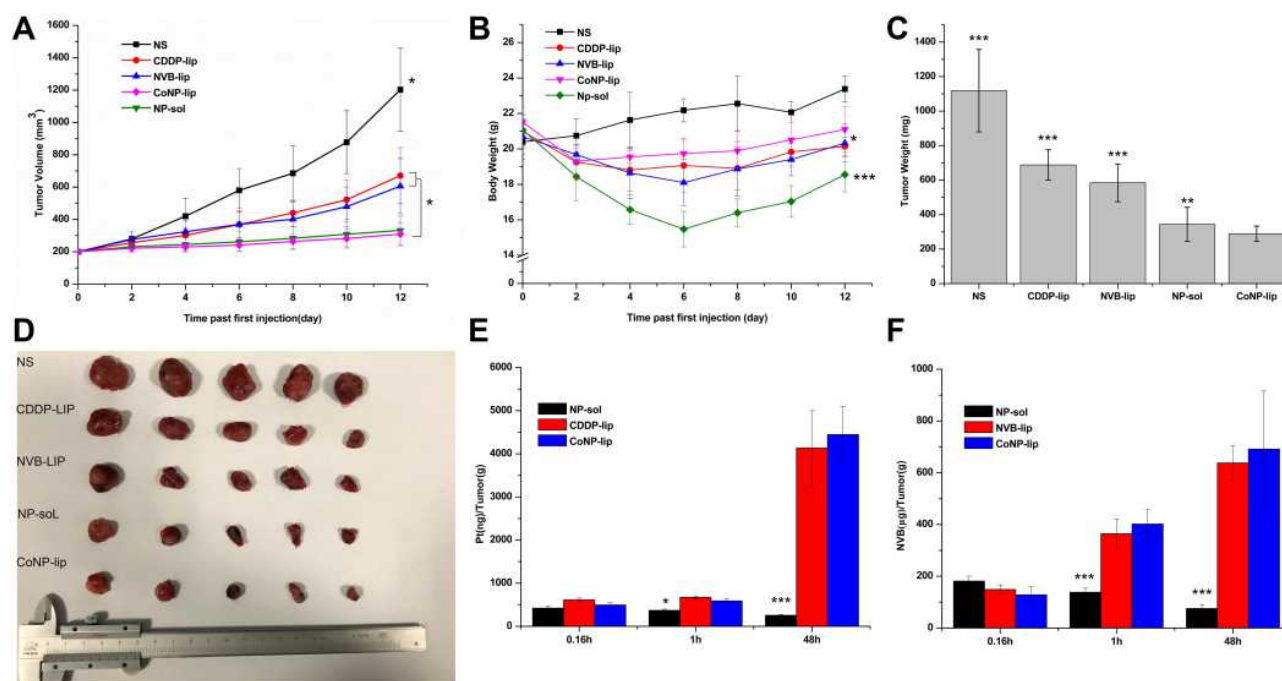 A
NS
CDDP-lip
NVB-lip
CoNP-lip
NP-sol
1600
1400
1200
1000
800
600
400
200
0
Tumor Volume (mm3)
*
*
0 2 4 6 8 10 12
Time past first injection(day)
B
NS
CDDP-lip
NVB-lip
CoNP-lip
Np-sol
26
24
22
20
18
16
14
0
Body Weight (g)
*
***
0 2 4 6 8 10 12
Time past first injection (day)
C
1400
1200
1000
800
600
400
200
0
Tumor Weight (mg)
***
***
***
**
NS CDDP-lip NVB-lip NP-sol CoNP-lip
D
NS
CDDP-LIP
NVB-LIP
NP-soL
CoNP-lip
E
NP-sol
CDDP-lip
CoNP-lip
6000
5000
4000
3000
2000
1000
0
Pt(ng)/Tumor(g)
*
***
0.16h 1h 48h
F
NP-sol
NVB-lip
CoNP-lip
1000
800
600
400
200
0
NVB(μg)/Tumor(g)
***
***
0.16h 1h 48h